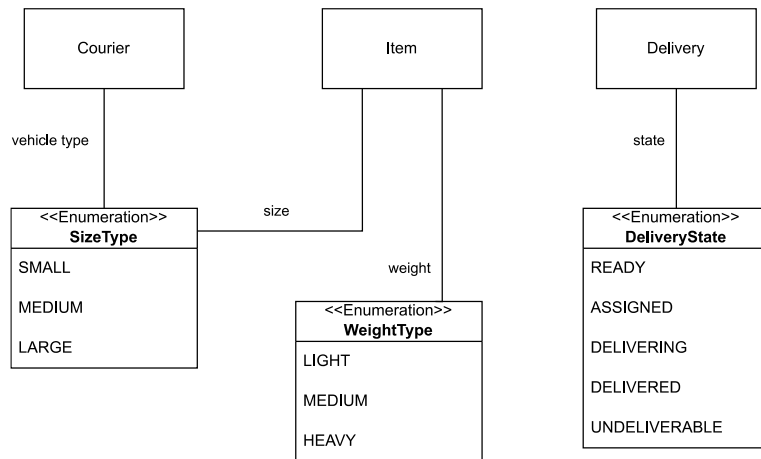 Courier
Item
Delivery
vehicle type
state
size
<<Enumeration>>
SizeType
SMALL
MEDIUM
LARGE
<<Enumeration>>
DeliveryState
READY
ASSIGNED
DELIVERING
DELIVERED
UNDELIVERABLE
weight
<<Enumeration>>
WeightType
LIGHT
MEDIUM
HEAVY